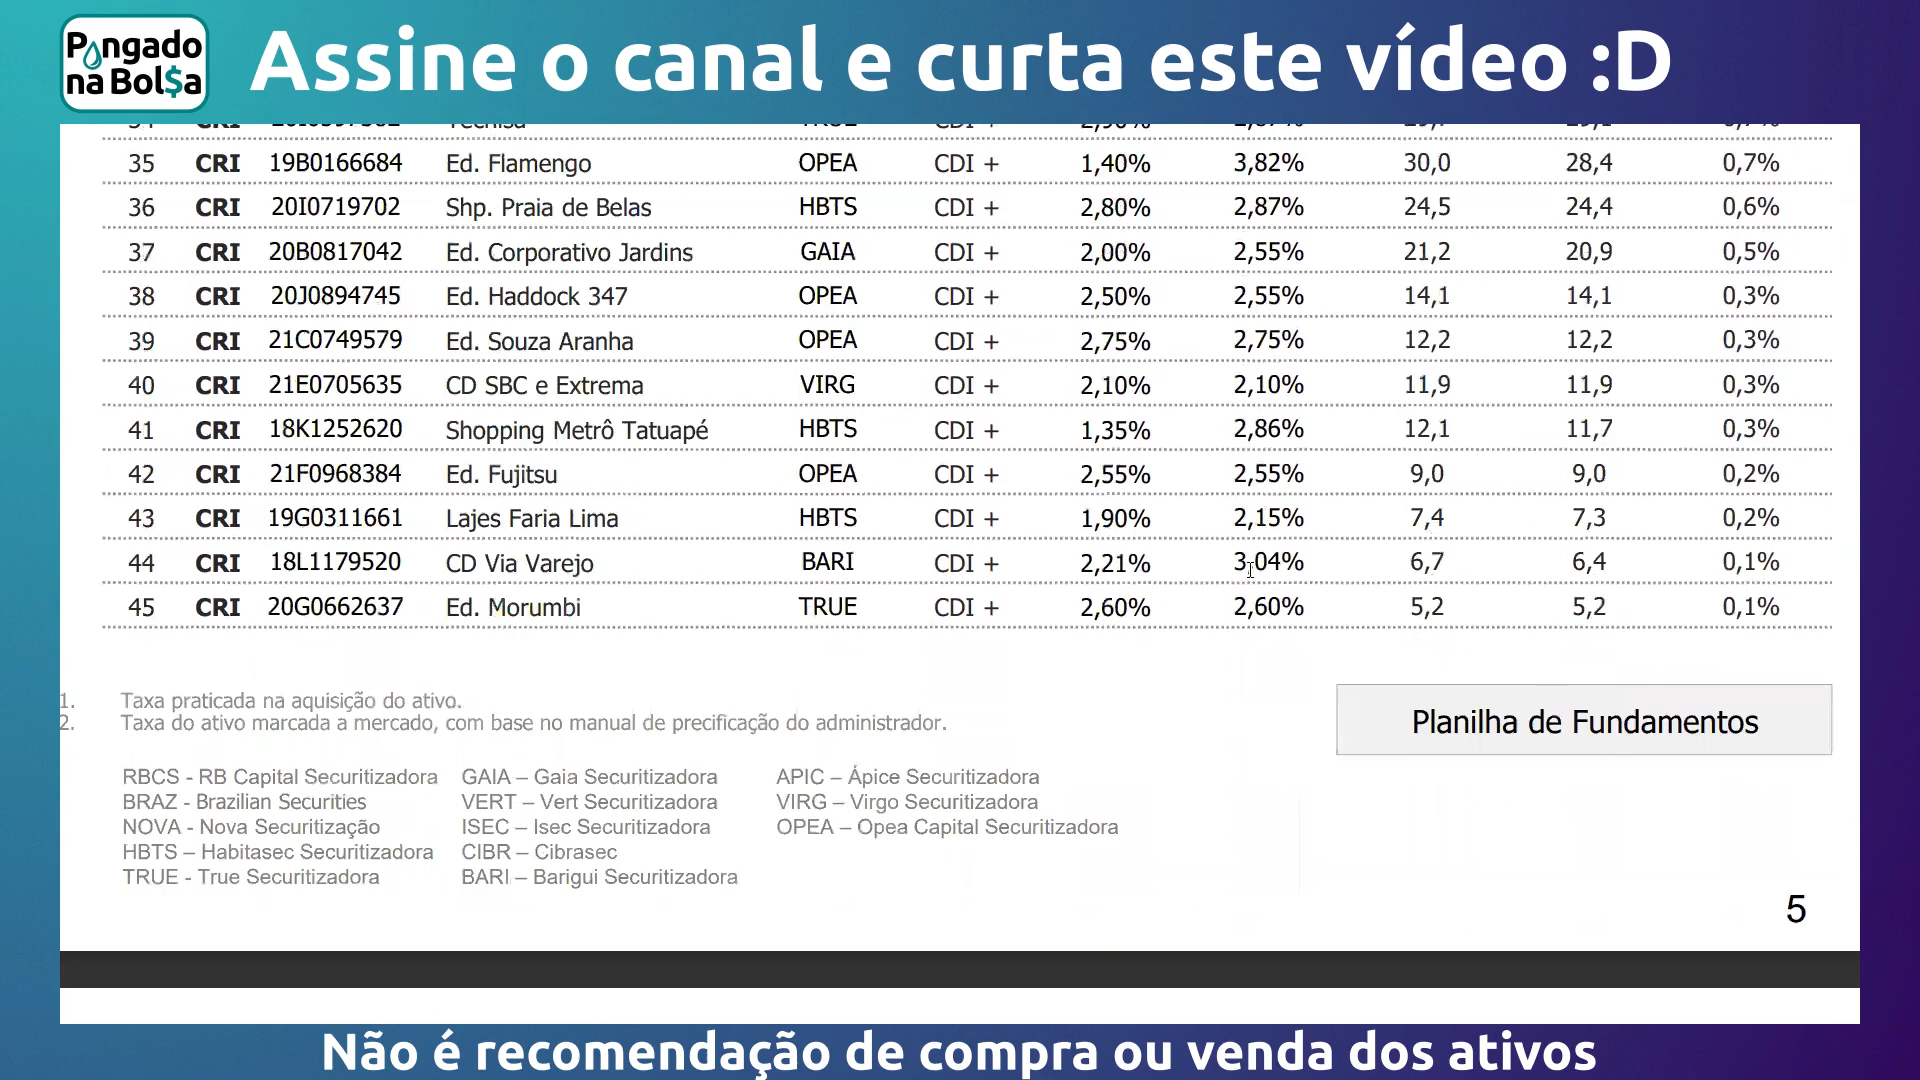 Pingado
na Bol$a
Assine o canal e curta este vídeo :D
35 CRI 19B0166684 Ed. Flamengo OPEA CDI + 1,40% 3,82% 30,0 28,4 0,7%
36 CRI 20I0719702 Shp. Praia de Belas HBTS CDI + 2,80% 2,87% 24,5 24,4 0,6%
37 CRI 20B0817042 Ed. Corporativo Jardins GAIA CDI + 2,00% 2,55% 21,2 20,9 0,5%
38 CRI 20J0894745 Ed. Haddock 347 OPEA CDI + 2,50% 2,55% 14,1 14,1 0,3%
39 CRI 21C0749579 Ed. Souza Aranha OPEA CDI + 2,75% 2,75% 12,2 12,2 0,3%
40 CRI 21E0705635 CD SBC e Extrema VIRG CDI + 2,10% 2,10% 11,9 11,9 0,3%
41 CRI 18K1252620 Shopping Metrô Tatuapé HBTS CDI + 1,35% 2,86% 12,1 11,7 0,3%
42 CRI 21F0968384 Ed. Fujitsu OPEA CDI + 2,55% 2,55% 9,0 9,0 0,2%
43 CRI 19G0311661 Lajes Faria Lima HBTS CDI + 1,90% 2,15% 7,4 7,3 0,2%
44 CRI 18L1179520 CD Via Varejo BARI CDI + 2,21% 3,04% 6,7 6,4 0,1%
45 CRI 20G0662637 Ed. Morumbi TRUE CDI + 2,60% 2,60% 5,2 5,2 0,1%
1. Taxa praticada na aquisição do ativo.
2. Taxa do ativo marcada a mercado, com base no manual de precificação do administrador.
Planilha de Fundamentos
RBCS - RB Capital Securitizadora GAIA – Gaia Securitizadora APIC – Ápice Securitizadora
BRAZ - Brazilian Securities VERT – Vert Securitizadora VIRG – Virgo Securitizadora
NOVA - Nova Securitização ISEC – Isec Securitizadora OPEA – Opea Capital Securitizadora
HBTS – Habitasec Securitizadora CIBR – Cibrasec
TRUE - True Securitizadora BARI – Barigui Securitizadora
5
Não é recomendação de compra ou venda dos ativos